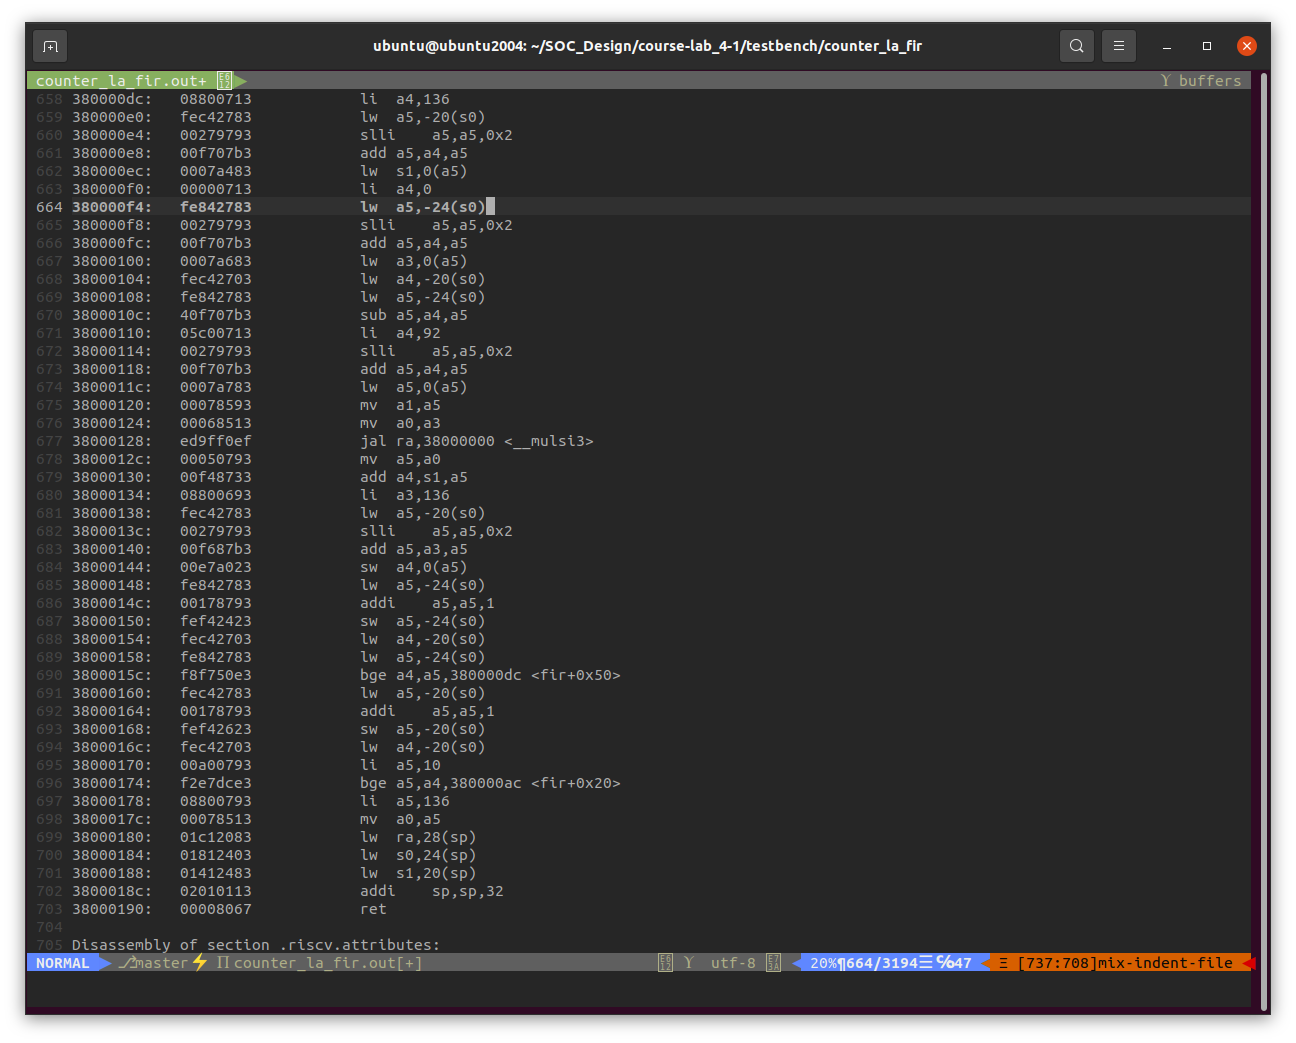 ubuntu@ubuntu2004: ~/SOC_Design/course-lab_4-1/testbench/counter_la_fir
counter_la_fir.out+ buffers
658 380000dc: 08800713 li a4,136
659 380000e0: fec42783 lw a5,-20(s0)
660 380000e4: 00279793 slli a5,a5,0x2
661 380000e8: 00f707b3 add a5,a4,a5
662 380000ec: 0007a483 lw s1,0(a5)
663 380000f0: 00000713 li a4,0
664 380000f4: fe842783 lw a5,-24(s0)
665 380000f8: 00279793 slli a5,a5,0x2
666 380000fc: 00f707b3 add a5,a4,a5
667 38000100: 0007a683 lw a3,0(a5)
668 38000104: fec42703 lw a4,-20(s0)
669 38000108: fe842783 lw a5,-24(s0)
670 3800010c: 40f707b3 sub a5,a4,a5
671 38000110: 05c00713 li a4,92
672 38000114: 00279793 slli a5,a5,0x2
673 38000118: 00f707b3 add a5,a4,a5
674 3800011c: 0007a783 lw a5,0(a5)
675 38000120: 00078593 mv a1,a5
676 38000124: 00068513 mv a0,a3
677 38000128: ed9ff0ef jal ra,38000000 <__mulsi3>
678 3800012c: 00050793 mv a5,a0
679 38000130: 00f48733 add a4,s1,a5
680 38000134: 08800693 li a3,136
681 38000138: fec42783 lw a5,-20(s0)
682 3800013c: 00279793 slli a5,a5,0x2
683 38000140: 00f687b3 add a5,a3,a5
684 38000144: 00e7a023 sw a4,0(a5)
685 38000148: fe842783 lw a5,-24(s0)
686 3800014c: 00178793 addi a5,a5,1
687 38000150: fef42423 sw a5,-24(s0)
688 38000154: fec42703 lw a4,-20(s0)
689 38000158: fe842783 lw a5,-24(s0)
690 3800015c: f8f750e3 bge a4,a5,380000dc <fir+0x50>
691 38000160: fec42783 lw a5,-20(s0)
692 38000164: 00178793 addi a5,a5,1
693 38000168: fef42623 sw a5,-20(s0)
694 3800016c: fec42703 lw a4,-20(s0)
695 38000170: 00a00793 li a5,10
696 38000174: f2e7dce3 bge a5,a4,380000ac <fir+0x20>
697 38000178: 08800793 li a5,136
698 3800017c: 00078513 mv a0,a5
699 38000180: 01c12083 lw ra,28(sp)
700 38000184: 01812403 lw s0,24(sp)
701 38000188: 01412483 lw s1,20(sp)
702 3800018c: 02010113 addi sp,sp,32
703 38000190: 00008067 ret
704
705 Disassembly of section .riscv.attributes:
NORMAL master⚡ counter_la_fir.out[+] utf-8 20%¶664/3194☰℅47 Ξ [737:708]mix-indent-file